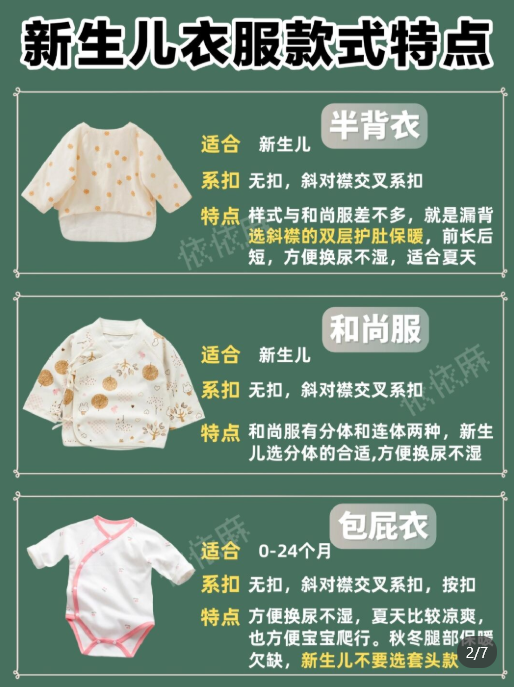 新生儿衣服款式特点
半背衣
适合 新生儿
系扣 无扣，斜对襟交叉系扣
特点 样式与和尚服差不多，就是漏背
选斜襟的双层护肚保暖，前长后
短，方便换尿不湿，适合夏天
依依
和尚服
适合 新生儿
系扣 无扣，斜对襟交叉系扣
依依麻
特点 和尚服有分体和连体两种，新生
儿选分体的合适,方便换尿不湿
包屁衣
适合 0-24个月
依麻
系扣 无扣，斜对襟交叉系扣，按扣
特点 方便换尿不湿，夏天比较凉爽，
也方便宝宝爬行。秋冬腿部保暖
欠缺，新生儿不要选套头款
2/7